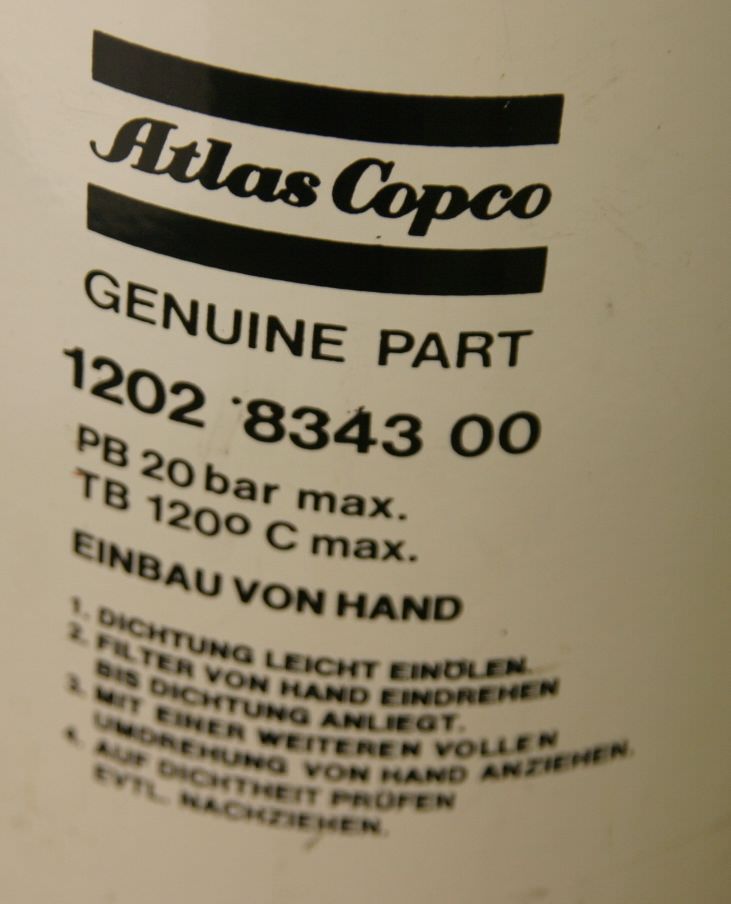 Atlas Copco
GENUINE PART
1202 8343 00
PB 20 bar max.
TB 120º C max.
EINBAU VON HAND
1. DICHTUNG LEICHT EINÖLEN.
2. FILTER VON HAND EINDREHEN
BIS DICHTUNG ANLIEGT.
3. MIT EINER WEITEREN VOLLEN
UMDREHUNG VON HAND ANZIEHEN.
4. AUF DICHTHEIT PRÜFEN
EVTL. NACHZIEHEN.